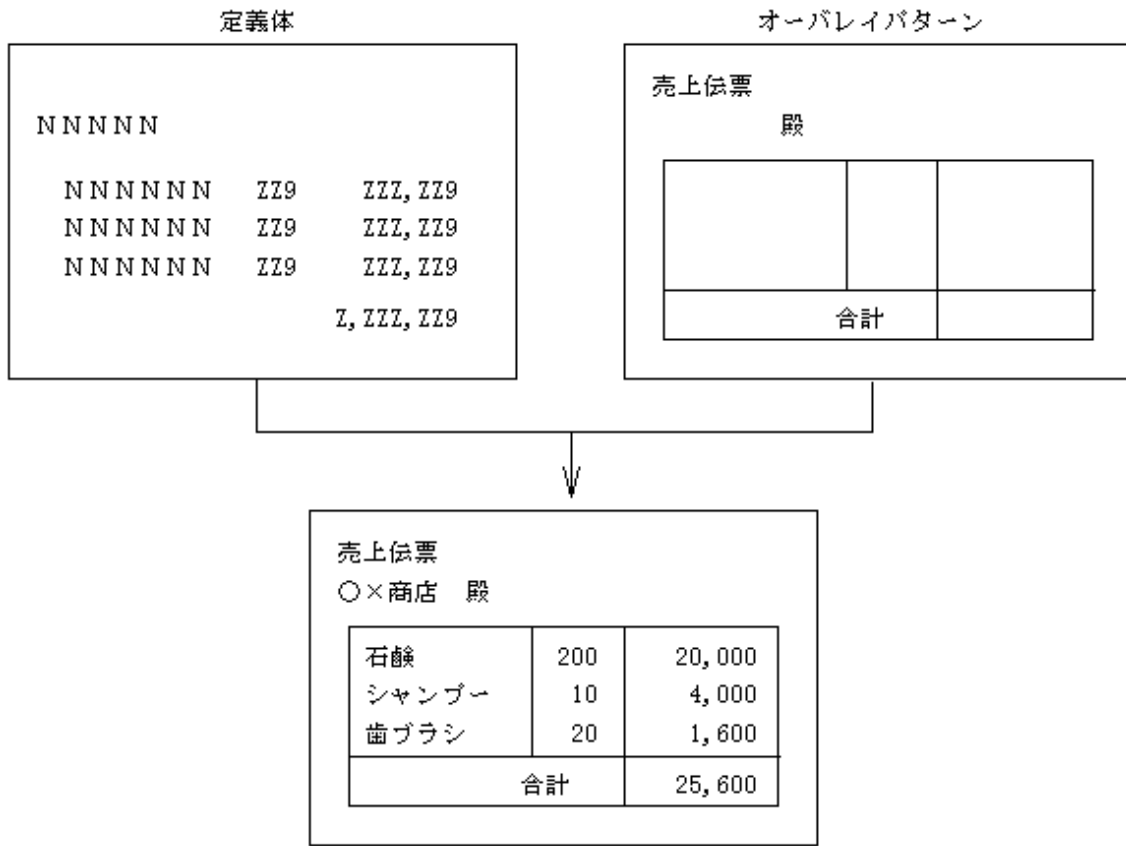 定義体
オーバレイパターン
ＮＮＮＮＮ
ＮＮＮＮＮＮ ZZ9 ZZZ,ZZ9
ＮＮＮＮＮＮ ZZ9 ZZZ,ZZ9
ＮＮＮＮＮＮ ZZ9 ZZZ,ZZ9
Z,ZZZ,ZZ9
売上伝票
殿
合計
売上伝票
○×商店 殿
石鹸 200 20,000
シャンプー 10 4,000
歯ブラシ 20 1,600
合計 25,600